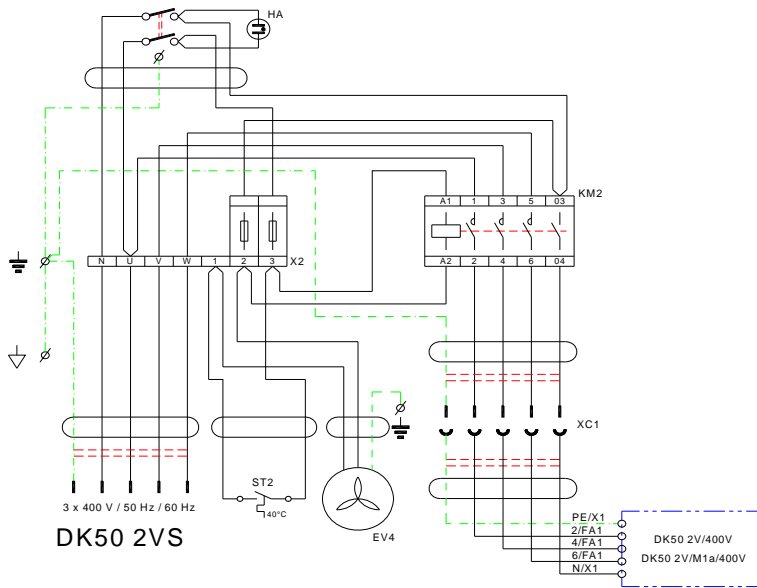 HA
KM2
A1 1 3 5 03
X2
N U V W 1 2 3
A2 2 4 6 04
XC1
ST2
40°C
3 x 400 V / 50 Hz / 60 Hz
DK50 2VS
EV4
PE/X1
2/FA1
4/FA1
6/FA1
N/X1
DK50 2V/400V
DK50 2V/M1a/400V